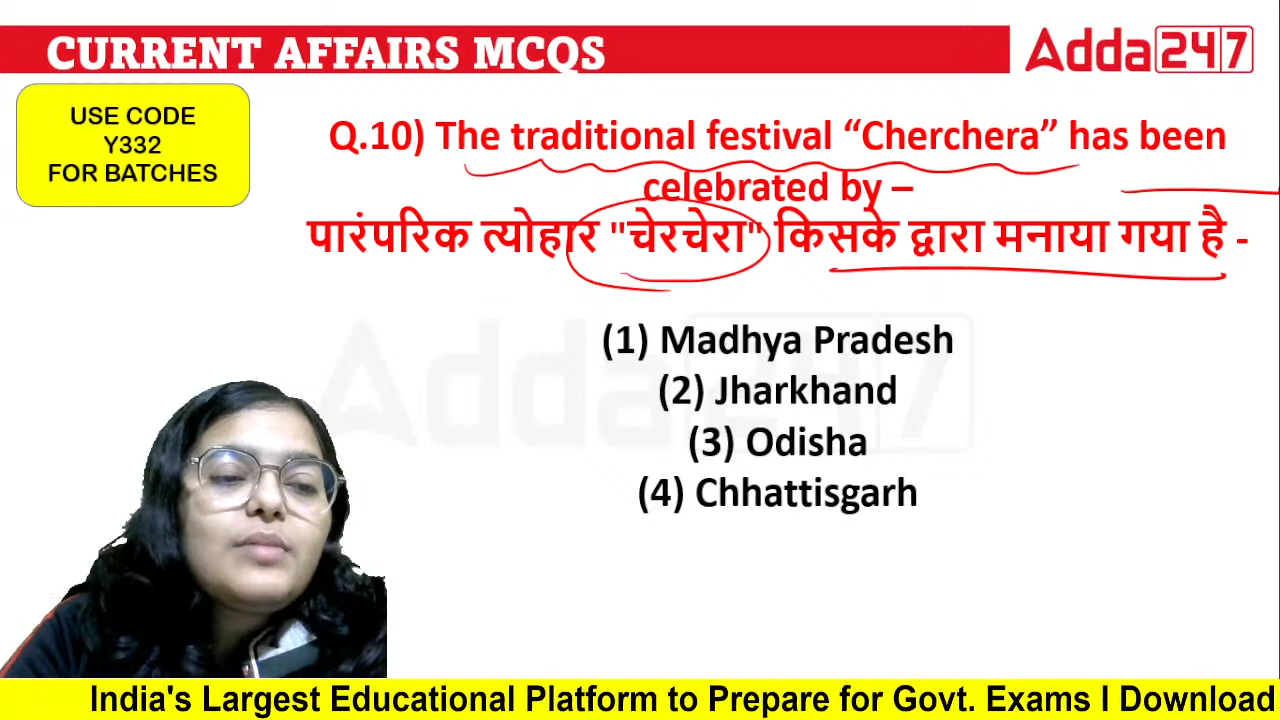 CURRENT AFFAIRS MCQS
Adda247
USE CODE
Y332
FOR BATCHES
Q.10) The traditional festival “Cherchera” has been
celebrated by –
पारंपरिक त्योहार "चेरचेरा" किसके द्वारा मनाया गया है -
Adda247
(1) Madhya Pradesh
(2) Jharkhand
(3) Odisha
(4) Chhattisgarh
India's Largest Educational Platform to Prepare for Govt. Exams I Download